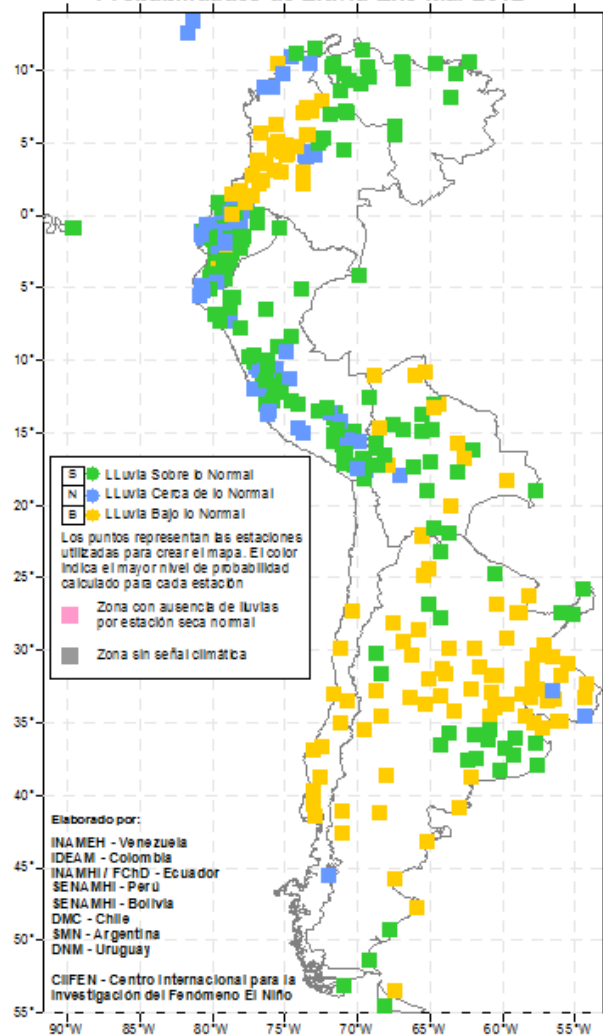 10°
5°
0°
5°
10°
15°
20°
25°
30°
35°
40°
45°
50°
55°
S LLuvia Sobre lo Normal
N LLuvia Cerca de lo Normal
B LLuvia Bajo lo Normal
Los puntos representan las estaciones
utilizadas para crear el mapa. El color
indica el mayor nivel de probabilidad
calculado para cada estación
Zona con ausencia de lluvias
por estación seca normal
Zona sin señal climática
Elaborado por:
INAMEH - Venezuela
IDEAM - Colombia
INAMHI / FChD - Ecuador
SENAMHI - Perú
SENAMHI - Bolivia
DMC - Chile
SMN - Argentina
DNM - Uruguay
CIIFEN - Centro Internacional para la
Investigación del Fenómeno El Niño
90°W 85°W 80°W 75°W 70°W 65°W 60°W 55°W